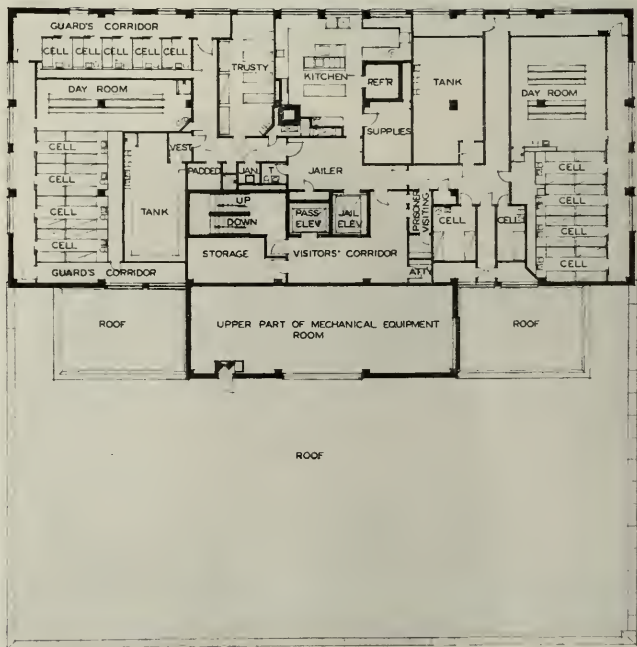 GUARD'S CORRIDOR
CELL CELL CELL CELL CELL
TRUSTY
KITCHEN
REF'R
TANK
DAY ROOM
DAY ROOM
SUPPLIES
CELL
VEST.
PADDED
JAN.
T.
JAILER
CELL
CELL
TANK
UP
DOWN
PASS.
ELEV
JAIL
ELEV
PRISONER
VISITING
CELL
CELL
CELL
CELL
CELL
CELL
CELL
STORAGE
VISITORS' CORRIDOR
ATTY
GUARD'S CORRIDOR
CELL
ROOF
UPPER PART OF MECHANICAL EQUIPMENT
ROOM
ROOF
ROOF